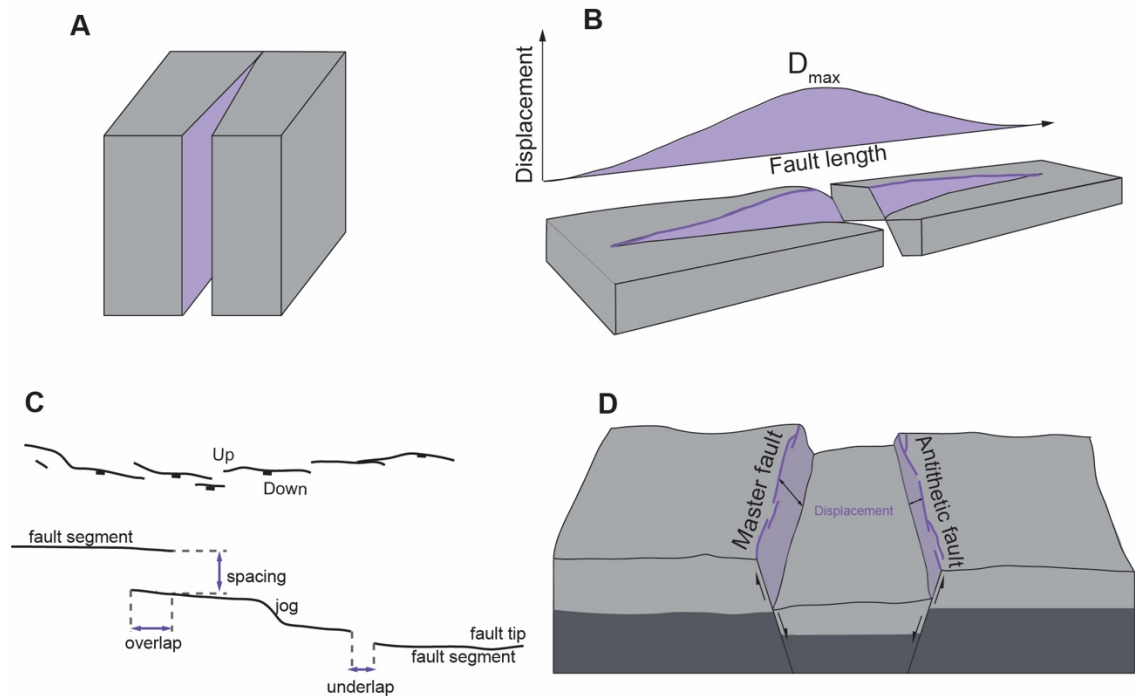 A
B
Displacement
Dmax
Fault length
C
Up
Down
fault segment
spacing
jog
overlap
fault tip
fault segment
underlap
D
Master fault
Displacement
Antithetic fault